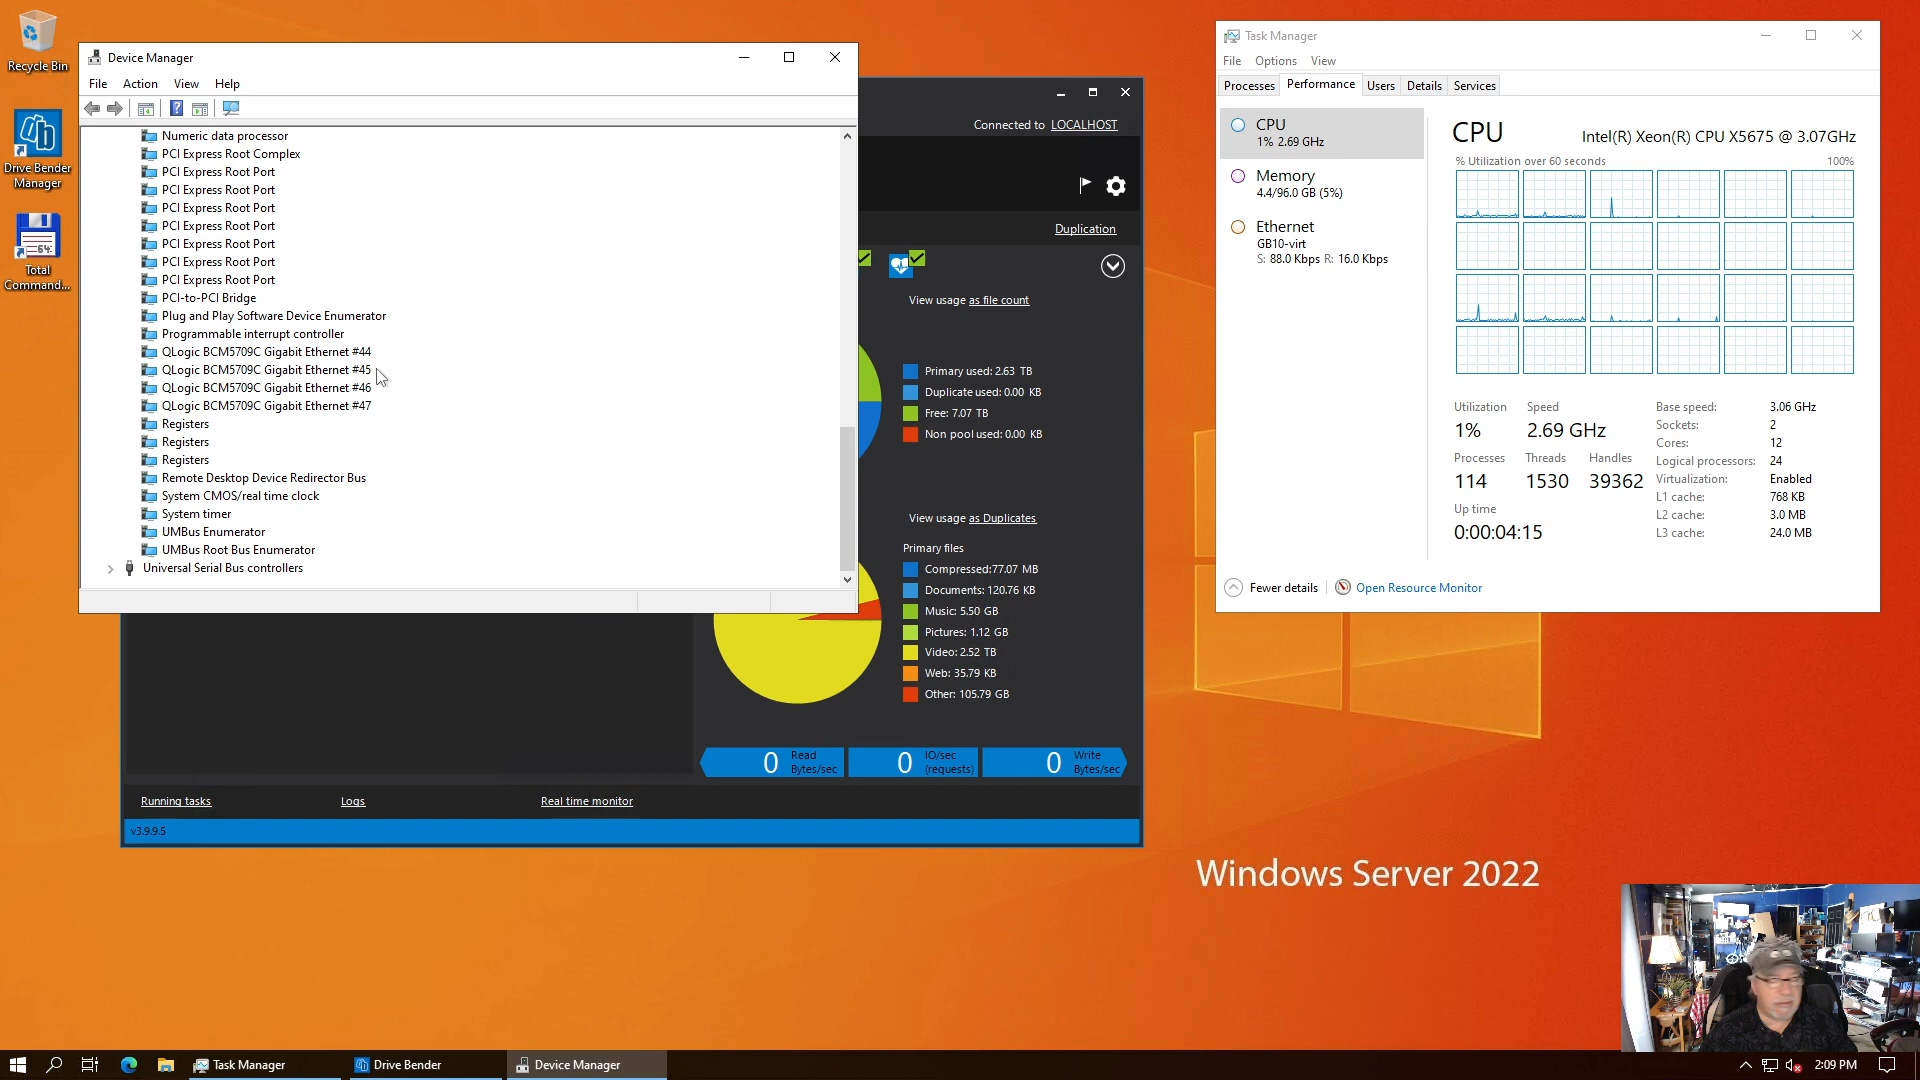 Recycle Bin
Drive Bender
Manager
64
Total
Command...
Device Manager
File Action View Help
Numeric data processor
PCI Express Root Complex
PCI Express Root Port
PCI Express Root Port
PCI Express Root Port
PCI Express Root Port
PCI Express Root Port
PCI Express Root Port
PCI Express Root Port
PCI-to-PCI Bridge
Plug and Play Software Device Enumerator
Programmable interrupt controller
QLogic BCM5709C Gigabit Ethernet #44
QLogic BCM5709C Gigabit Ethernet #45
QLogic BCM5709C Gigabit Ethernet #46
QLogic BCM5709C Gigabit Ethernet #47
Registers
Registers
Registers
Remote Desktop Device Redirector Bus
System CMOS/real time clock
System timer
UMBus Enumerator
UMBus Root Bus Enumerator
Universal Serial Bus controllers
Connected to LOCALHOST
Duplication
View usage as file count
Primary used: 2.63 TB
Duplicate used: 0.00 KB
Free: 7.07 TB
Non pool used: 0.00 KB
View usage as Duplicates
Primary files
Compressed:77.07 MB
Documents: 120.76 KB
Music: 5.50 GB
Pictures: 1.12 GB
Video: 2.52 TB
Web: 35.79 KB
Other: 105.79 GB
0 Read Bytes/sec
0 IO/sec (requests)
0 Write Bytes/sec
Running tasks Logs Real time monitor
v3.9.9.5
Task Manager
File Options View
Processes Performance Users Details Services
CPU
1% 2.69 GHz
Memory
4.4/96.0 GB (5%)
Ethernet
GB10-virt
S: 88.0 Kbps R: 16.0 Kbps
CPU Intel(R) Xeon(R) CPU X5675 @ 3.07GHz
% Utilization over 60 seconds 100%
Utilization Speed
1% 2.69 GHz
Processes Threads Handles
114 1530 39362
Up time
0:00:04:15
Base speed: 3.06 GHz
Sockets: 2
Cores: 12
Logical processors: 24
Virtualization: Enabled
L1 cache: 768 KB
L2 cache: 3.0 MB
L3 cache: 24.0 MB
Fewer details Open Resource Monitor
Windows Server 2022
Task Manager Drive Bender Device Manager 2:09 PM